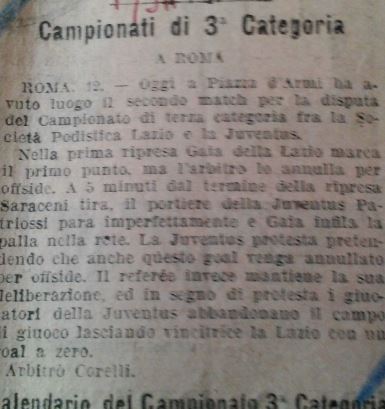 Campionati di 3ª Categoria
A ROMA
ROMA, 12. — Oggi a Piazza d'Armi ha a-
vuto luogo il secondo match per la disputa
del Campionato di terza categoria fra la So-
cietà Podistica Lazio e la Juventus.
Nella prima ripresa Gaia della Lazio marca
il primo punto, ma l'arbitro lo annulla per
offside. A 5 minuti dal termine della ripresa
Saraceni tira, il portiere della Juventus Pa-
triossi para imperfettamente e Gaia infila la
palla nella rete. La Juventus protesta preten-
dendo che anche questo goal venga annullato
per offside. Il referée invece mantiene la sua
deliberazione, ed in segno di protesta i giuo-
catori della Juventus abbandonano il campo
di giuoco lasciando vincitrice la Lazio con un
goal a zero.
Arbitro Corelli.
Calendario del Campionato 3ª Categoria